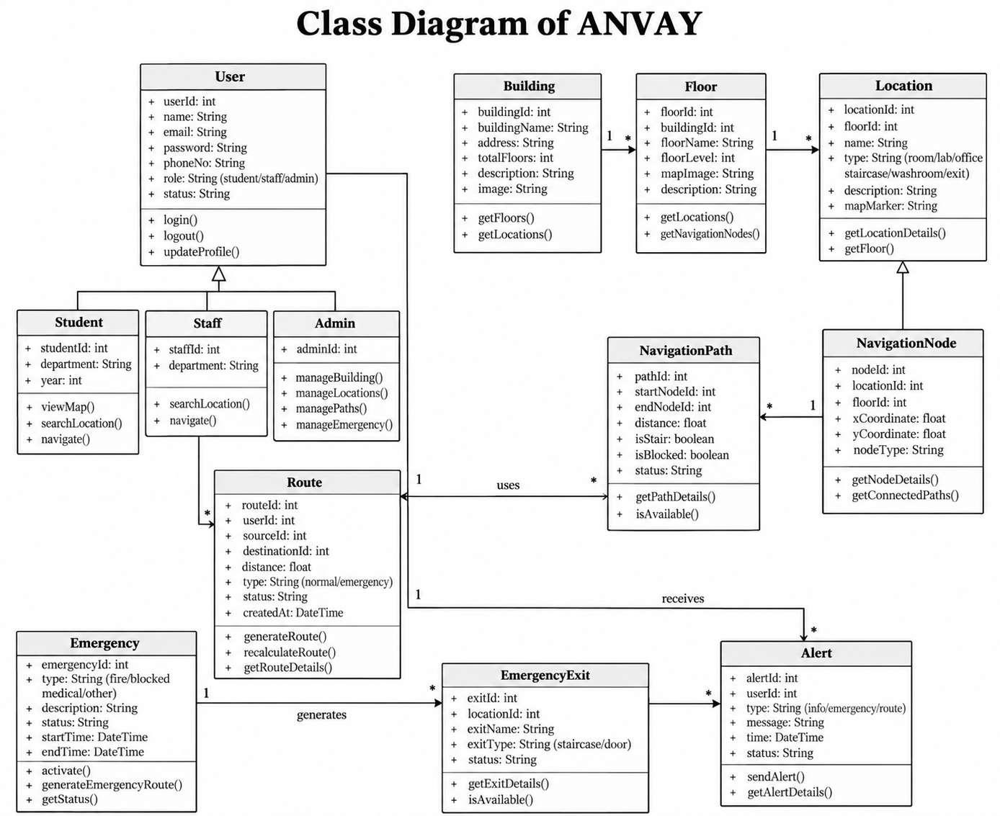 Class Diagram of ANVAY
User
+ userId: int
+ name: String
+ email: String
+ password: String
+ phoneNo: String
+ role: String (student/staff/admin)
+ status: String
+ login()
+ logout()
+ updateProfile()
Building
+ buildingId: int
+ buildingName: String
+ address: String
+ totalFloors: int
+ description: String
+ image: String
+ getFloors()
+ getLocations()
1 *
Floor
+ floorId: int
+ buildingId: int
+ floorName: String
+ floorLevel: int
+ mapImage: String
+ description: String
+ getLocations()
+ getNavigationNodes()
1 *
Location
+ locationId: int
+ floorId: int
+ name: String
+ type: String (room/lab/office
staircase/washroom/exit)
+ description: String
+ mapMarker: String
+ getLocationDetails()
+ getFloor()
Student
+ studentId: int
+ department: String
+ year: int
+ viewMap()
+ searchLocation()
+ navigate()
Staff
+ staffId: int
+ department: String
+ searchLocation()
+ navigate()
Admin
+ adminId: int
+ manageBuilding()
+ manageLocations()
+ managePaths()
+ manageEmergency()
NavigationPath
+ pathId: int
+ startNodeId: int
+ endNodeId: int
+ distance: float
+ isStair: boolean
+ isBlocked: boolean
+ status: String
+ getPathDetails()
+ isAvailable()
* 1
NavigationNode
+ nodeId: int
+ locationId: int
+ floorId: int
+ xCoordinate: float
+ yCoordinate: float
+ nodeType: String
+ getNodeDetails()
+ getConnectedPaths()
*
Route
+ routeId: int
+ userId: int
+ sourceId: int
+ destinationId: int
+ distance: float
+ type: String (normal/emergency)
+ status: String
+ createdAt: DateTime
+ generateRoute()
+ recalculateRoute()
+ getRouteDetails()
1 uses *
1 receives
*
Emergency
+ emergencyId: int
+ type: String (fire/blocked
medical/other)
+ description: String
+ status: String
+ startTime: DateTime
+ endTime: DateTime
+ activate()
+ generateEmergencyRoute()
+ getStatus()
1 *
generates
EmergencyExit
+ exitId: int
+ locationId: int
+ exitName: String
+ exitType: String (staircase/door)
+ status: String
+ getExitDetails()
+ isAvailable()
*
Alert
+ alertId: int
+ userId: int
+ type: String (info/emergency/route)
+ message: String
+ time: DateTime
+ status: String
+ sendAlert()
+ getAlertDetails()